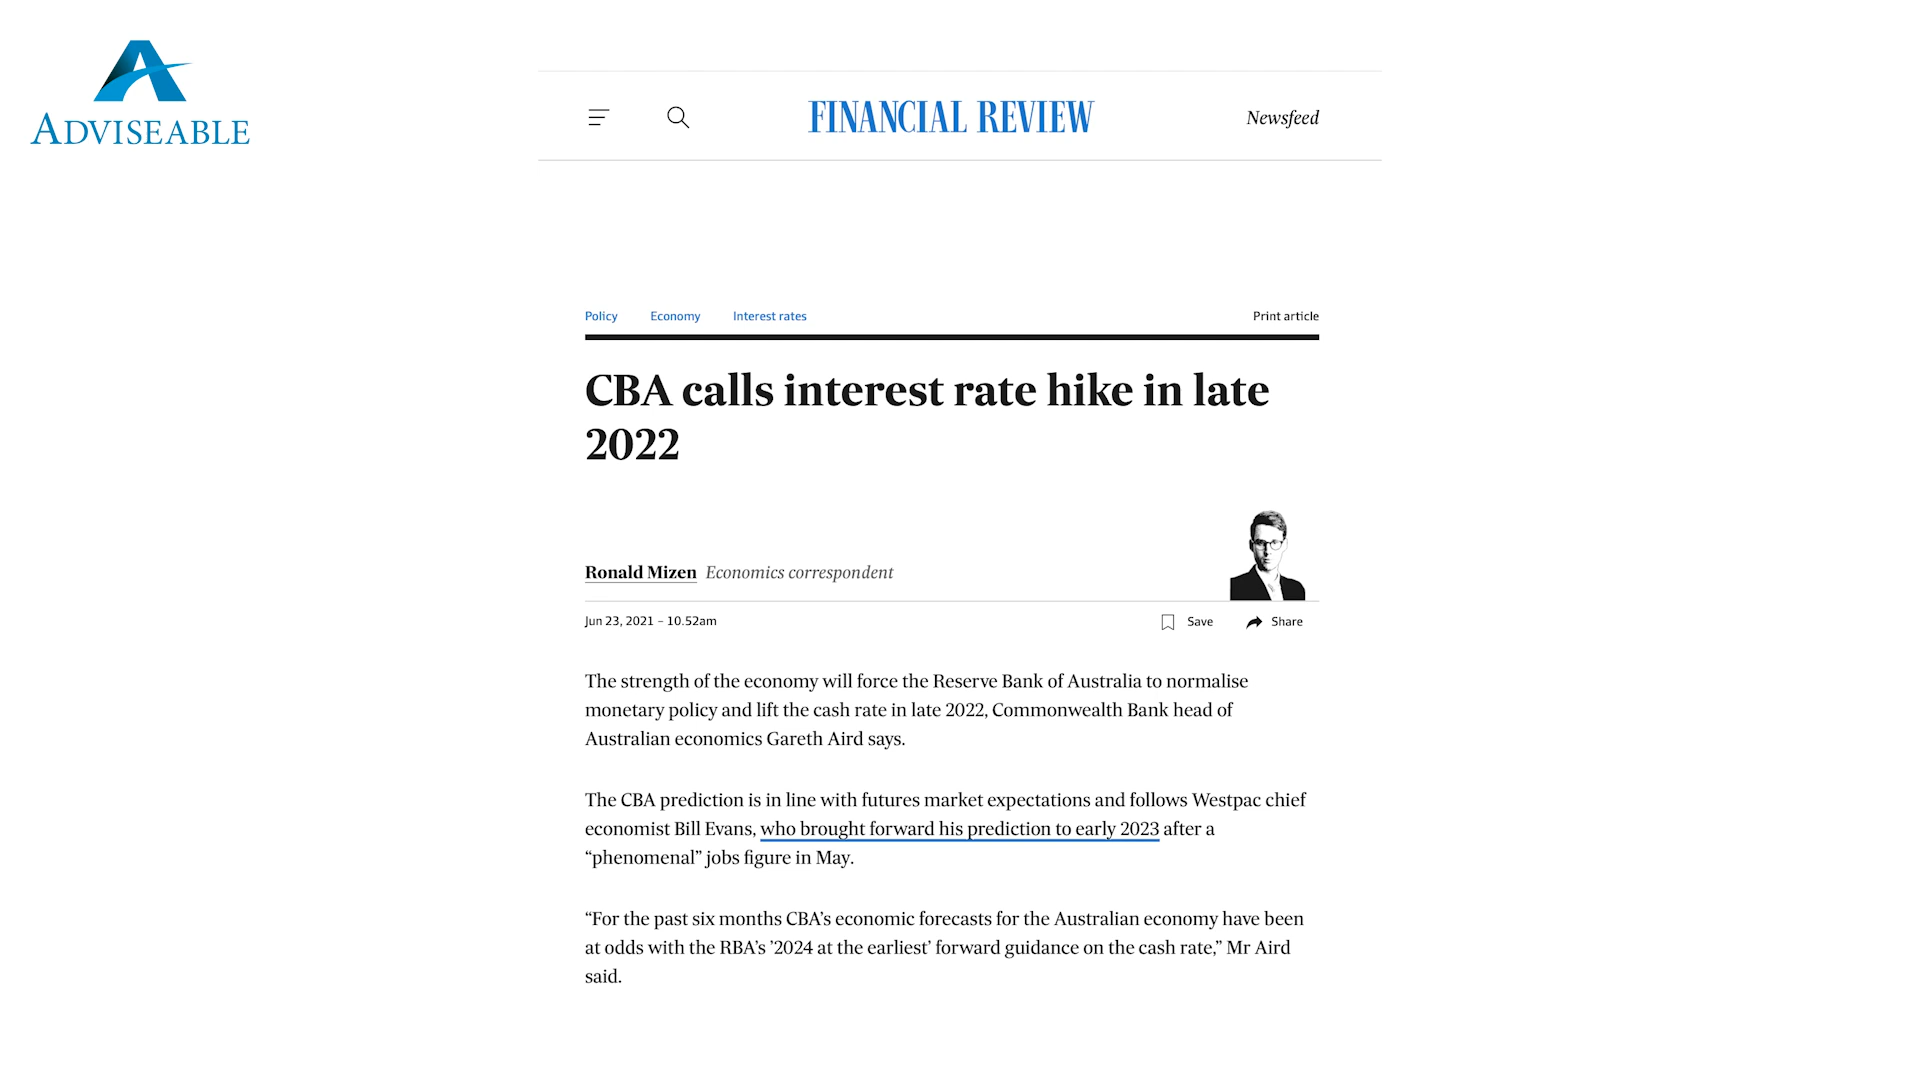 ADVISEABLE
FINANCIAL REVIEW
Newsfeed
Policy
Economy
Interest rates
Print article
CBA calls interest rate hike in late
2022
Ronald Mizen Economics correspondent
Jun 23, 2021 – 10.52am
Save
Share
The strength of the economy will force the Reserve Bank of Australia to normalise
monetary policy and lift the cash rate in late 2022, Commonwealth Bank head of
Australian economics Gareth Aird says.
The CBA prediction is in line with futures market expectations and follows Westpac chief
economist Bill Evans, who brought forward his prediction to early 2023 after a
“phenomenal” jobs figure in May.
“For the past six months CBA’s economic forecasts for the Australian economy have been
at odds with the RBA’s ’2024 at the earliest’ forward guidance on the cash rate,” Mr Aird
said.